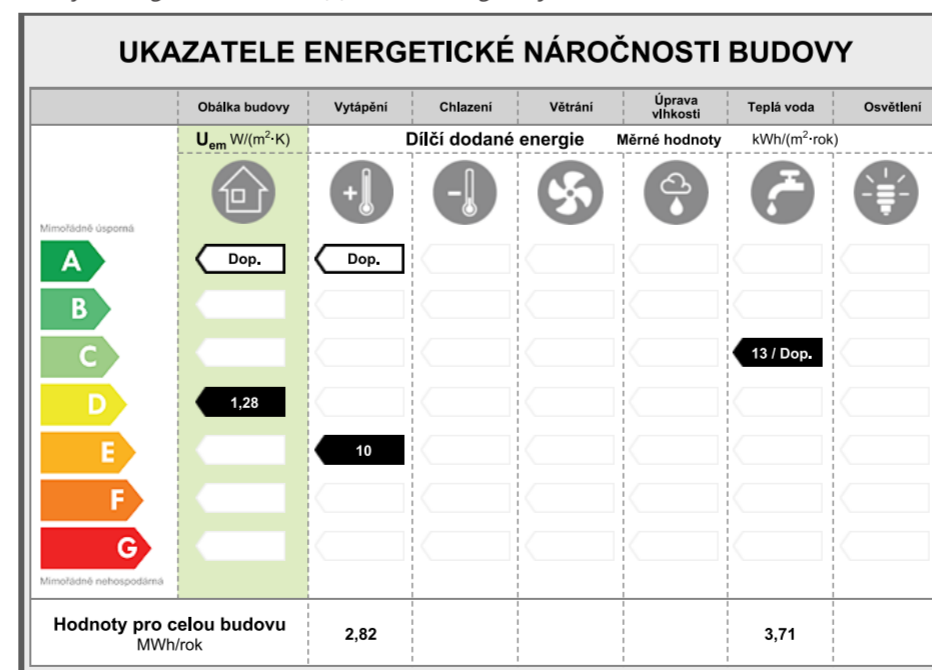 UKAZATELE ENERGETICKÉ NÁROČNOSTI BUDOVY
Obálka budovy
Vytápění
Chlazení
Větrání
Úprava
vlhkosti
Teplá voda
Osvětlení
Uem W/(m²·K)
Dílčí dodané energie
Měrné hodnoty
kWh/(m²·rok)
Mimořádně úsporná
A
Dop.
Dop.
B
C
13 / Dop.
D
1,28
E
10
F
G
Mimořádně nehospodárná
Hodnoty pro celou budovu
MWh/rok
2,82
3,71